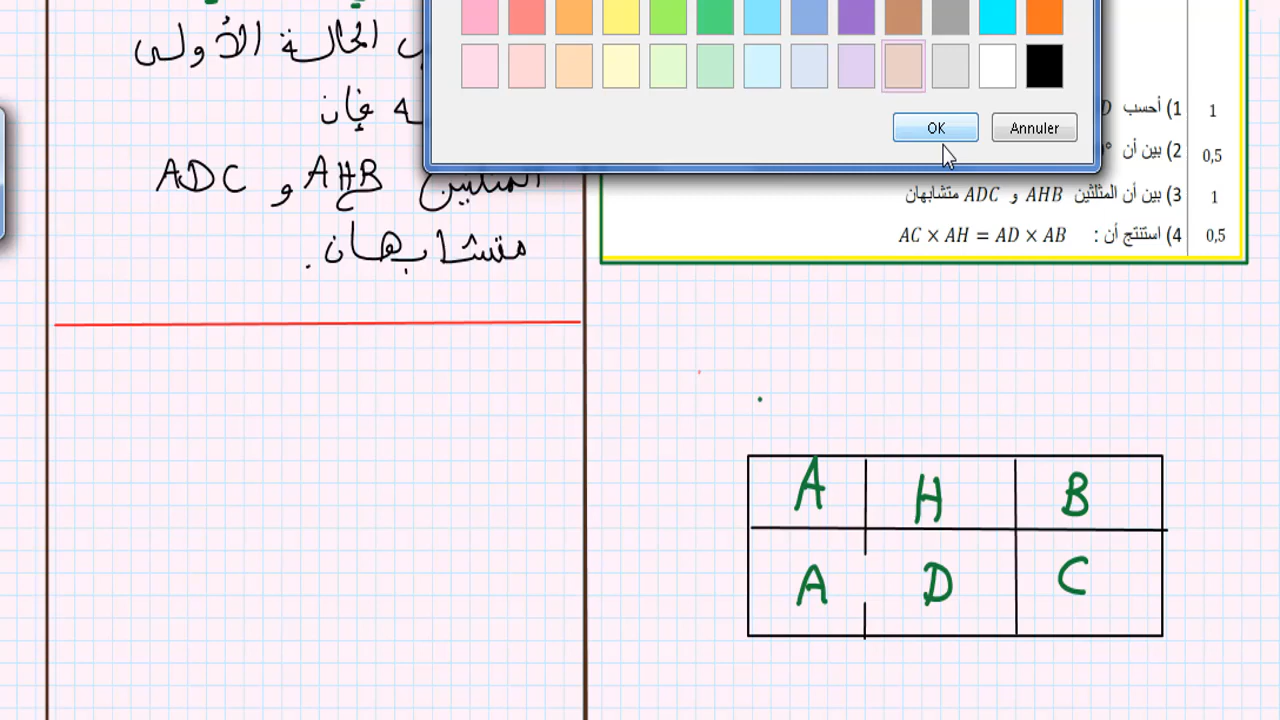 الحالة الأولى
فإن
المثلثين AHB و ADC
متشابهان.
OK
Annuler
1) أحسب D 1
2) بين أن ° 0,5
3) بين أن المثلثين AHB و ADC متشابهان 1
4) استنتج أن : AC × AH = AD × AB 0,5
A H B
A D C